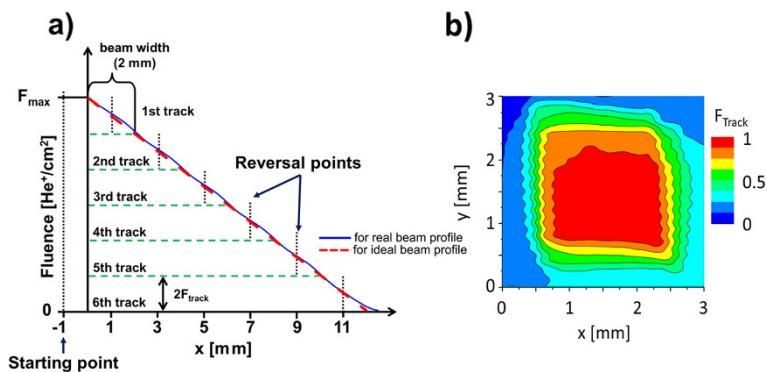 a)
beam width
(2 mm)
Fmax
1st track
2nd track
3rd track
4th track
5th track
6th track
2Ftrack
Reversal points
for real beam profile
for ideal beam profile
Fluence [He+/cm2]
0
-1 1 3 5 7 9 11
x [mm]
Starting point
b)
3
2
1
0
y [mm]
0 1 2 3
x [mm]
FTrack
1
0.5
0